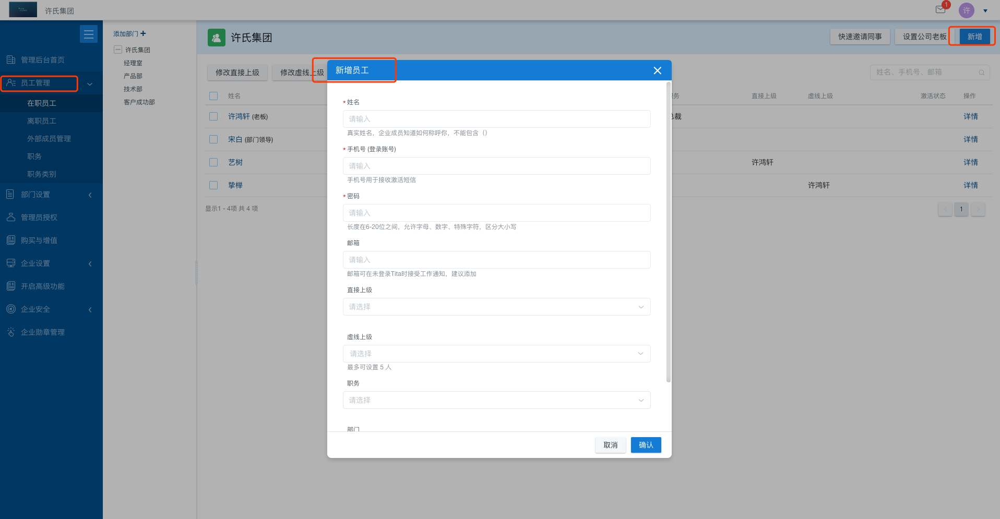 许氏集团
1
许
管理后台首页
员工管理
在职员工
离职员工
外部成员管理
职务
职务类别
部门设置
管理员授权
购买与增值
企业设置
开启高级功能
企业安全
企业勋章管理
添加部门
许氏集团
经理室
产品部
技术部
客户成功部
许氏集团
快速邀请同事
设置公司老板
新增
修改直接上级
修改虚线上级
姓名、手机号、邮箱
姓名
务
直接上级
虚线上级
激活状态
操作
许鸿轩 (老板)
总裁
详情
宋白 (部门领导)
详情
艺树
许鸿轩
详情
挚榉
许鸿轩
详情
显示1 - 4项 共 4 项
1
新增员工
* 姓名
请输入
真实姓名，企业成员知道如何称呼你，不能包含（）
* 手机号 (登录账号)
请输入
手机号用于接收激活短信
* 密码
请输入
长度在6-20位之间，允许字母、数字、特殊字符，区分大小写
邮箱
请输入
邮箱可在未登录Tita时接受工作通知，建议添加
直接上级
请选择
虚线上级
请选择
最多可设置 5 人
职务
请选择
部门
取消
确认